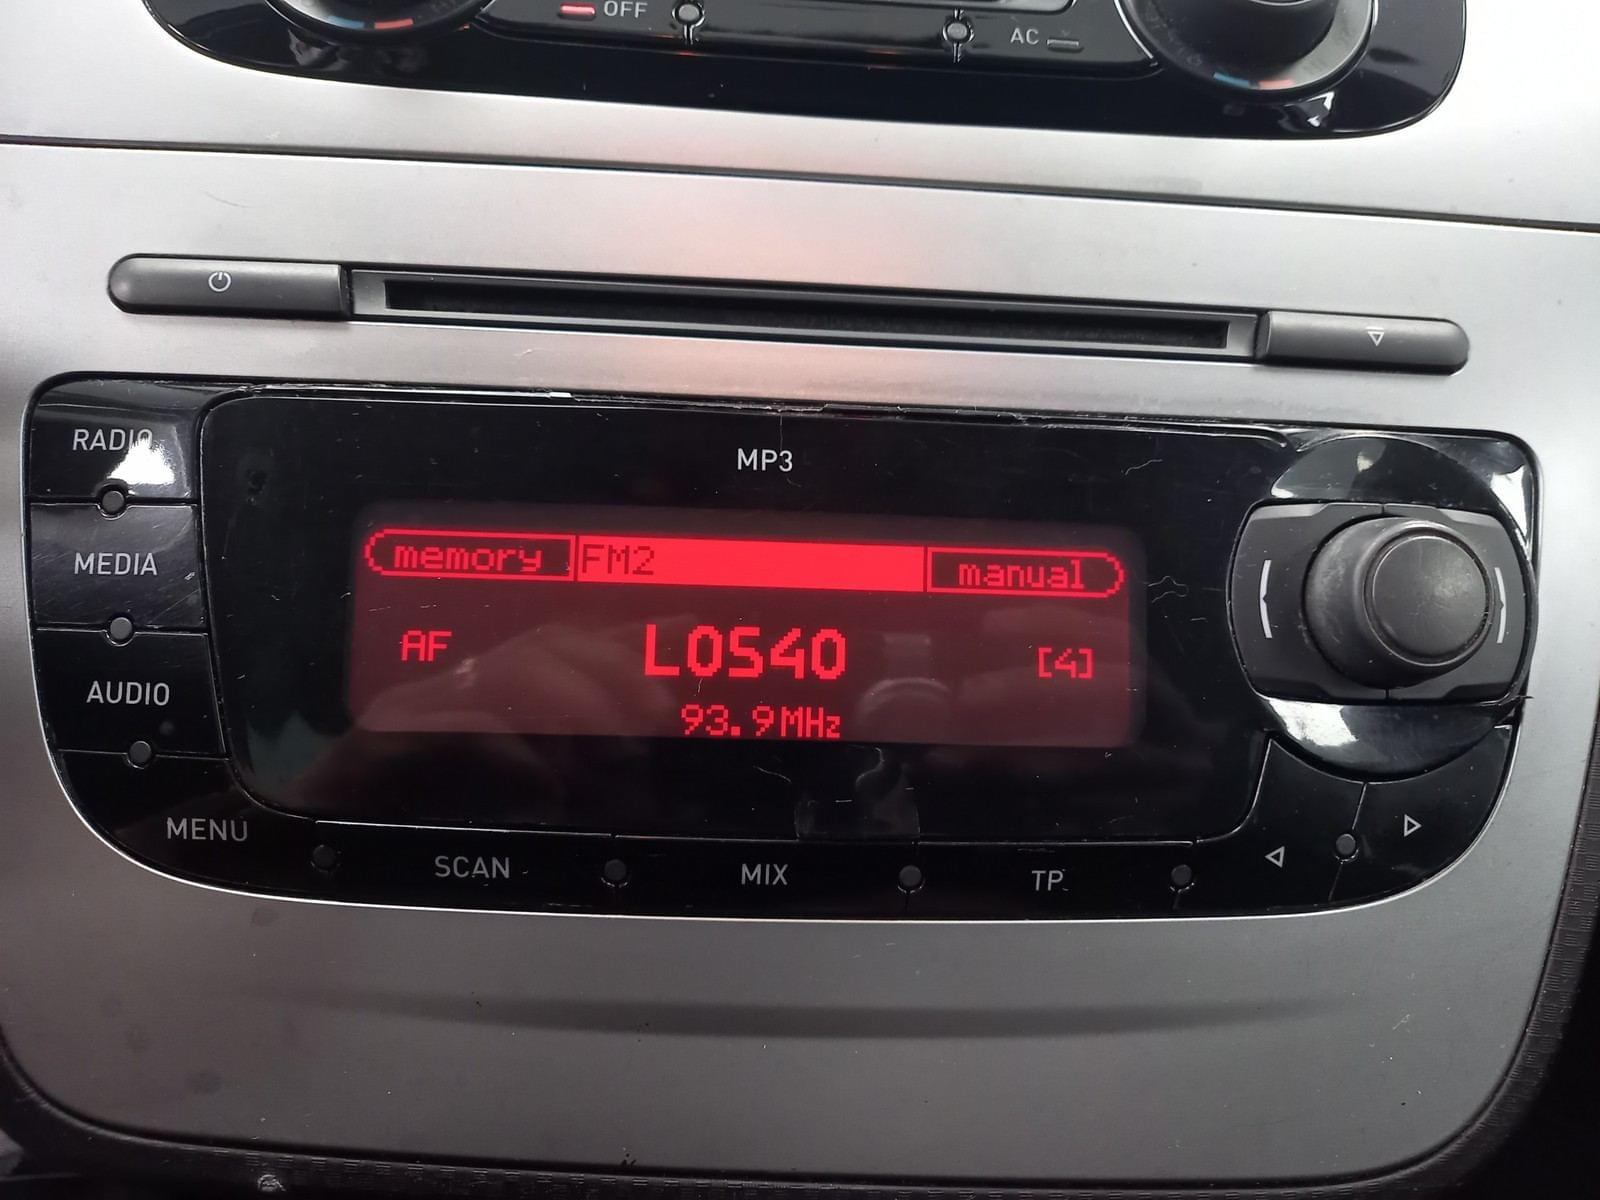 OFF
AC
RADIO
MP3
memory FM2 manual
MEDIA
AF LOS40 [4]
93.9MHz
AUDIO
MENU
SCAN MIX TP